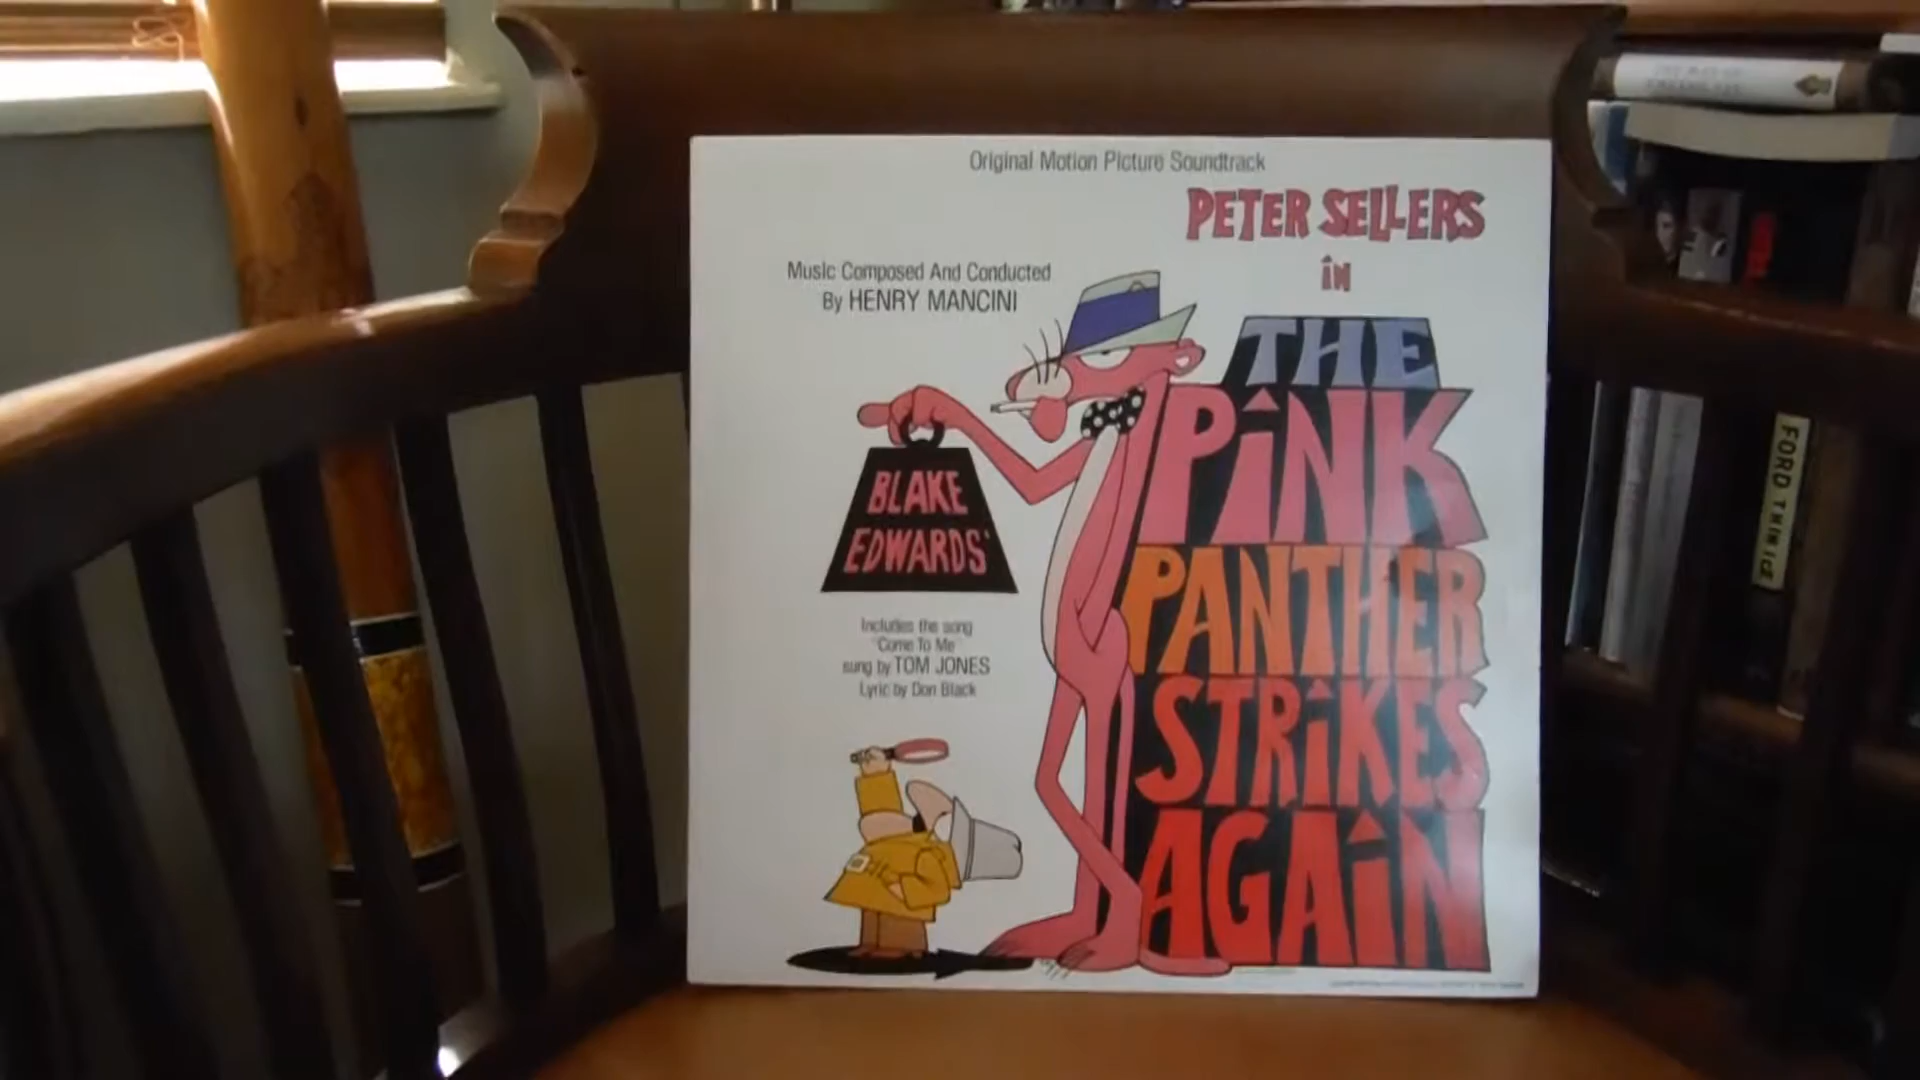 Original Motion Picture Soundtrack
PETER SELLERS
in
Music Composed And Conducted
By HENRY MANCINI
THE
PINK
PANTHER
STRIKES
AGAIN
BLAKE
EDWARDS'
Includes the song
"Come To Me"
sung by TOM JONES
Lyric by Don Black